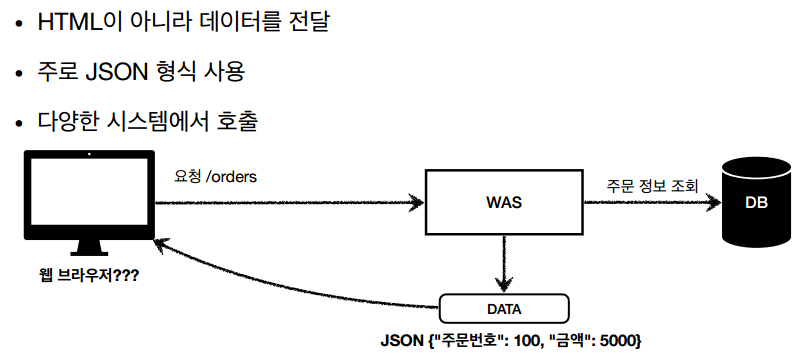 • HTML이 아니라 데이터를 전달
• 주로 JSON 형식 사용
• 다양한 시스템에서 호출
요청 /orders
WAS
주문 정보 조회
DB
웹 브라우저???
DATA
JSON {"주문번호": 100, "금액": 5000}